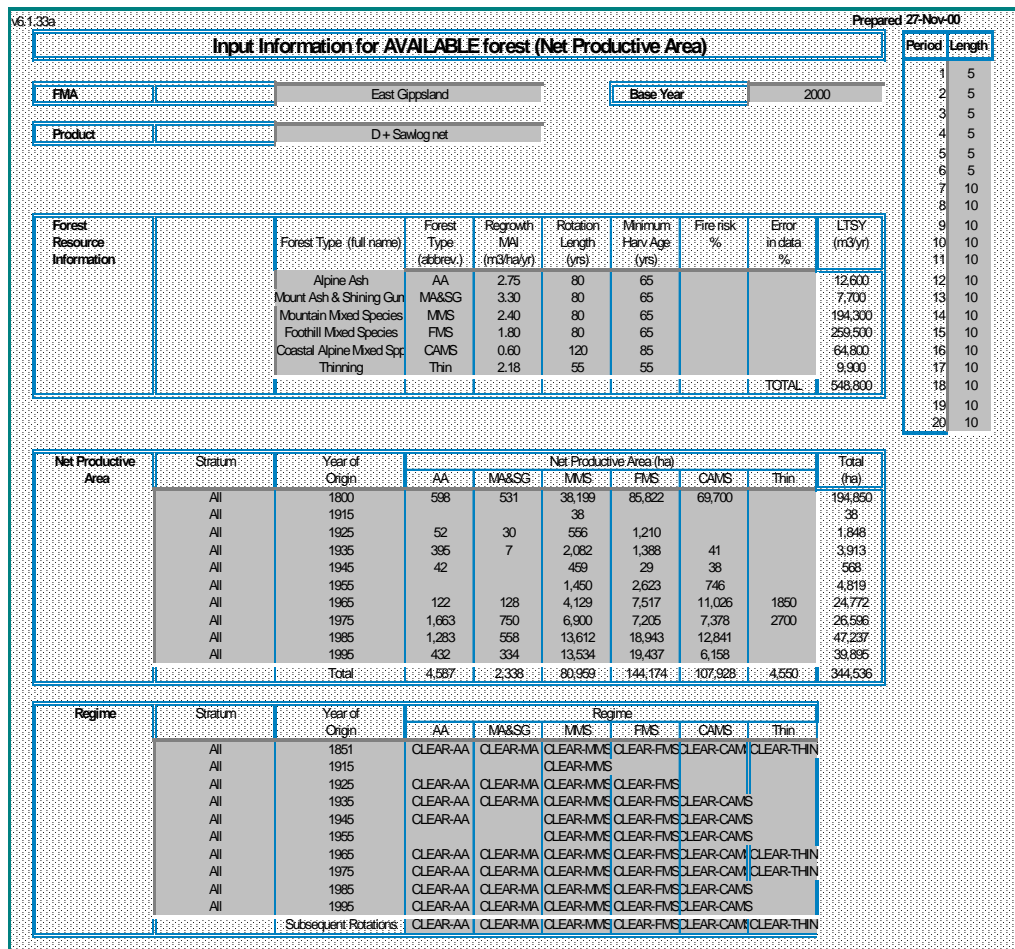 v6.1.33a Prepared 27-Nov-00
Input Information for AVAILABLE forest (Net Productive Area)
Period Length
1 5
2 5
3 5
4 5
5 5
6 5
7 10
8 10
9 10
10 10
11 10
12 10
13 10
14 10
15 10
16 10
17 10
18 10
19 10
20 10
FMA East Gippsland Base Year 2000
Product D + Sawlog net
Forest Forest Regrowth Rotation Minimum Fire risk Error LTSY
Resource Forest Type (full name) Type MAI Length Harv Age % in data (m3/yr)
Information (abbrev.) (m3/ha/yr) (yrs) (yrs) %
Alpine Ash AA 2.75 80 65 12,600
Mount Ash & Shining Gun MA&SG 3.30 80 65 7,700
Mountain Mixed Species MMS 2.40 80 65 194,300
Foothill Mixed Species FMS 1.80 80 65 259,500
Coastal Alpine Mixed Spp CAMS 0.60 120 85 64,800
Thinning Thin 2.18 55 55 9,900
TOTAL 548,800
Net Productive Stratum Year of Net Productive Area (ha) Total
Area Origin AA MA&SG MMS FMS CAMS Thin (ha)
All 1800 598 531 38,199 85,822 69,700 194,850
All 1915 38 38
All 1925 52 30 556 1,210 1,848
All 1935 395 7 2,082 1,388 41 3,913
All 1945 42 459 29 38 568
All 1955 1,450 2,623 746 4,819
All 1965 122 128 4,129 7,517 11,026 1850 24,772
All 1975 1,663 750 6,900 7,205 7,378 2700 26,596
All 1985 1,283 558 13,612 18,943 12,841 47,237
All 1995 432 334 13,534 19,437 6,158 39,895
Total 4,587 2,338 80,959 144,174 107,928 4,550 344,536
Regime Stratum Year of Regime
Origin AA MA&SG MMS FMS CAMS Thin
All 1851 CLEAR-AA CLEAR-MA CLEAR-MMS CLEAR-FMS CLEAR-CAM CLEAR-THIN
All 1915 CLEAR-MMS
All 1925 CLEAR-AA CLEAR-MA CLEAR-MMS CLEAR-FMS
All 1935 CLEAR-AA CLEAR-MA CLEAR-MMS CLEAR-FMS CLEAR-CAMS
All 1945 CLEAR-AA CLEAR-MMS CLEAR-FMS CLEAR-CAMS
All 1955 CLEAR-MMS CLEAR-FMS CLEAR-CAMS
All 1965 CLEAR-AA CLEAR-MA CLEAR-MMS CLEAR-FMS CLEAR-CAM CLEAR-THIN
All 1975 CLEAR-AA CLEAR-MA CLEAR-MMS CLEAR-FMS CLEAR-CAM CLEAR-THIN
All 1985 CLEAR-AA CLEAR-MA CLEAR-MMS CLEAR-FMS CLEAR-CAMS
All 1995 CLEAR-AA CLEAR-MA CLEAR-MMS CLEAR-FMS CLEAR-CAMS
Subsequent Rotations CLEAR-AA CLEAR-MA CLEAR-MMS CLEAR-FMS CLEAR-CAM CLEAR-THIN